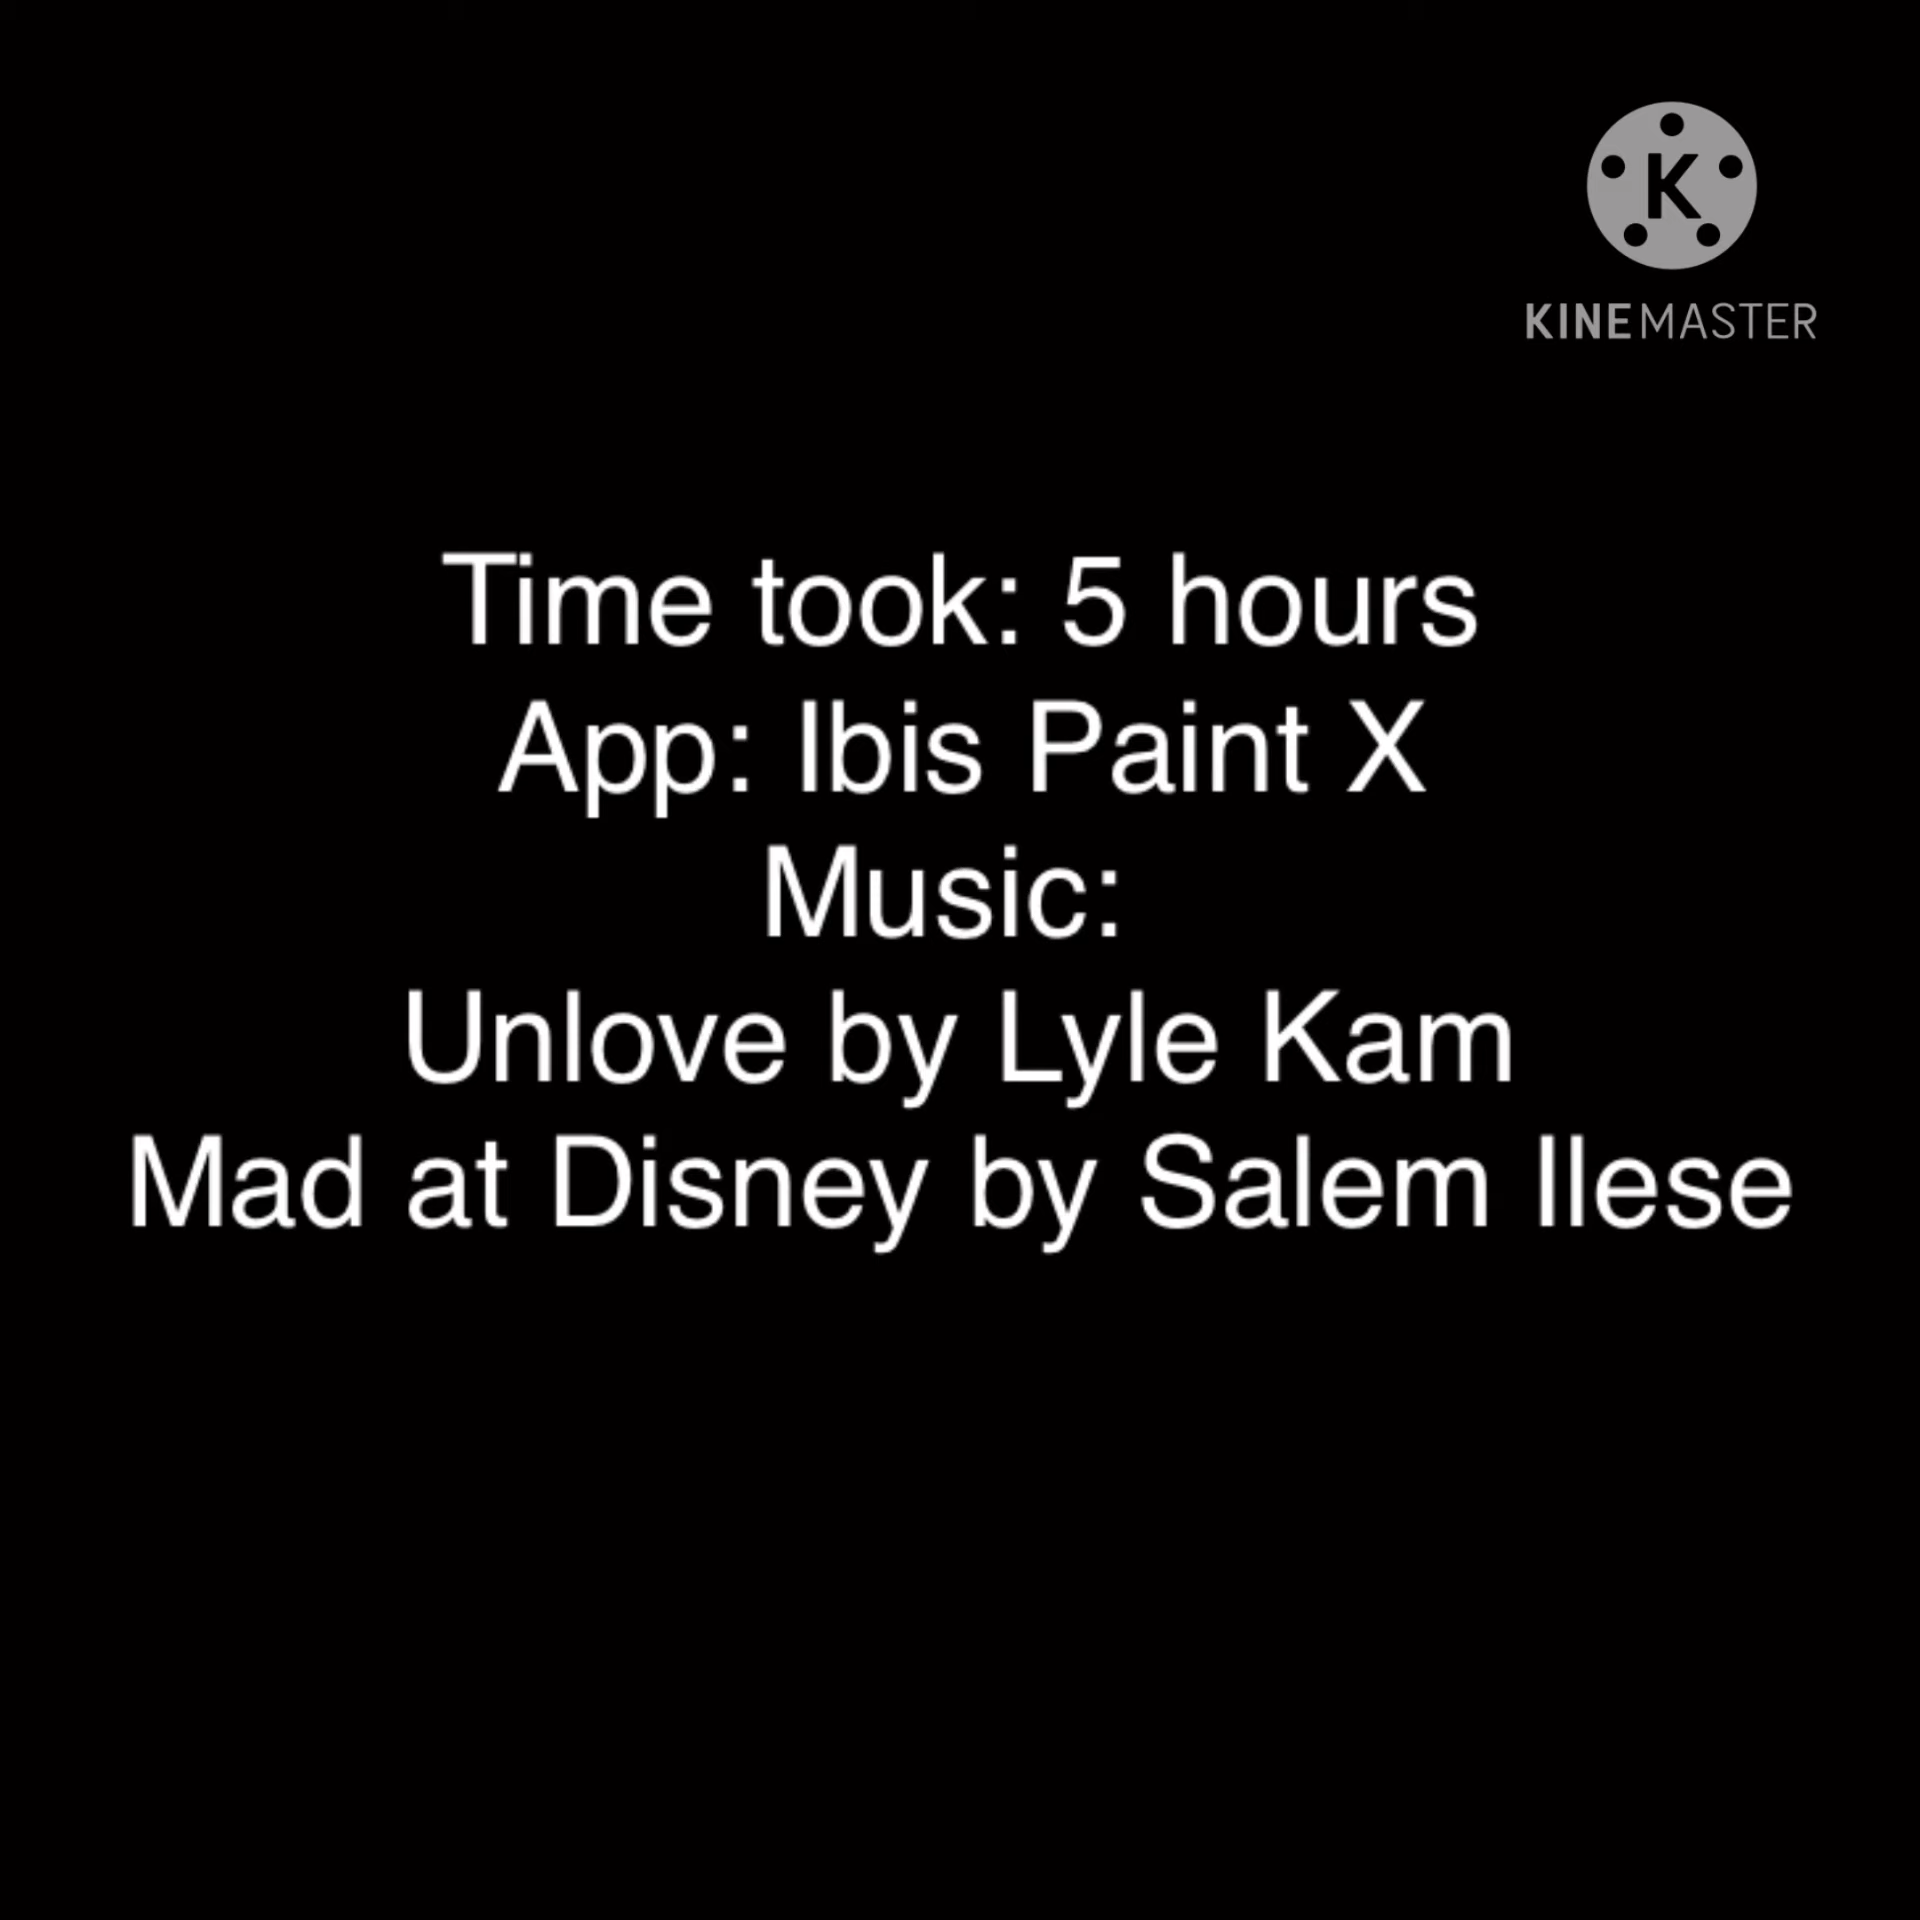 K
KINEMASTER
Time took: 5 hours
App: Ibis Paint X
Music:
Unlove by Lyle Kam
Mad at Disney by Salem Ilese